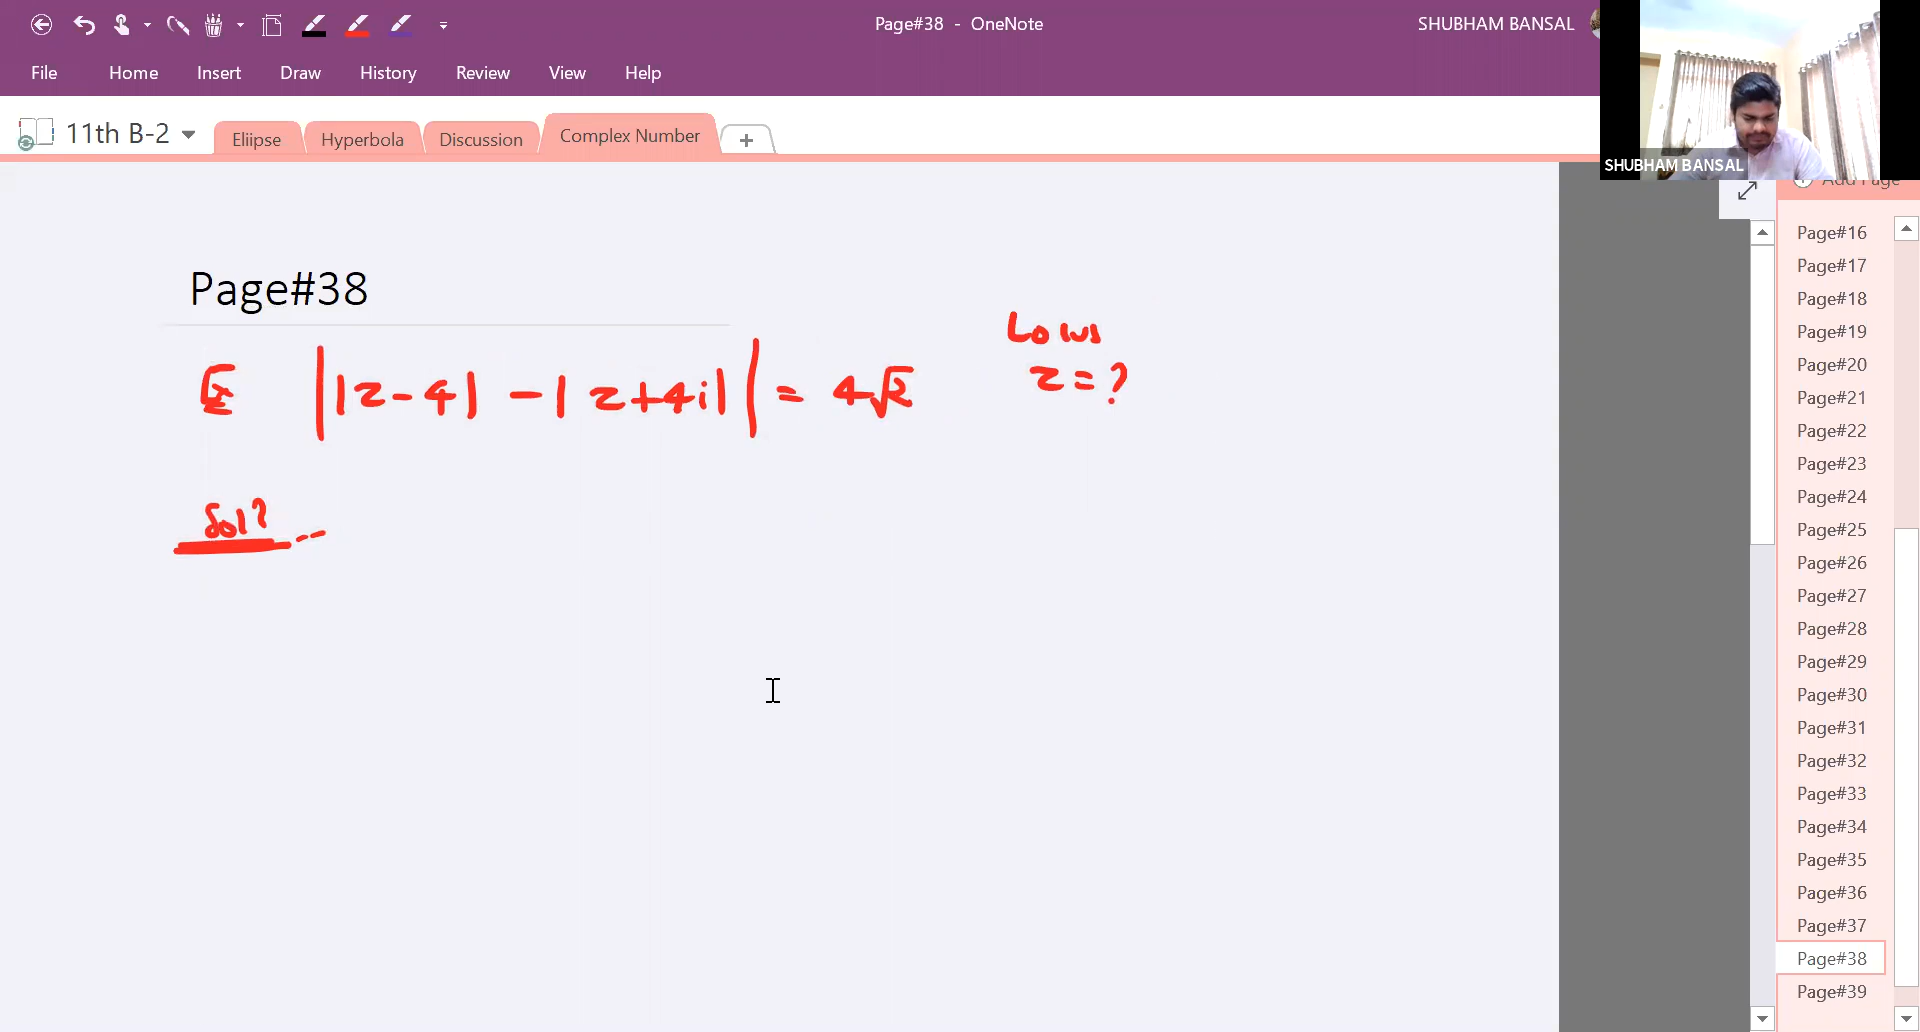 Page#38 - OneNote
SHUBHAM BANSAL
File Home Insert Draw History Review View Help
SHUBHAM BANSAL
11th B-2
Eliipse
Hyperbola
Discussion
Complex Number
Add Page
Page#38
Locus
z = ?
Ex ||z-4| - |z+4i|| = 4√2
Sol?
Page#16
Page#17
Page#18
Page#19
Page#20
Page#21
Page#22
Page#23
Page#24
Page#25
Page#26
Page#27
Page#28
Page#29
Page#30
Page#31
Page#32
Page#33
Page#34
Page#35
Page#36
Page#37
Page#38
Page#39